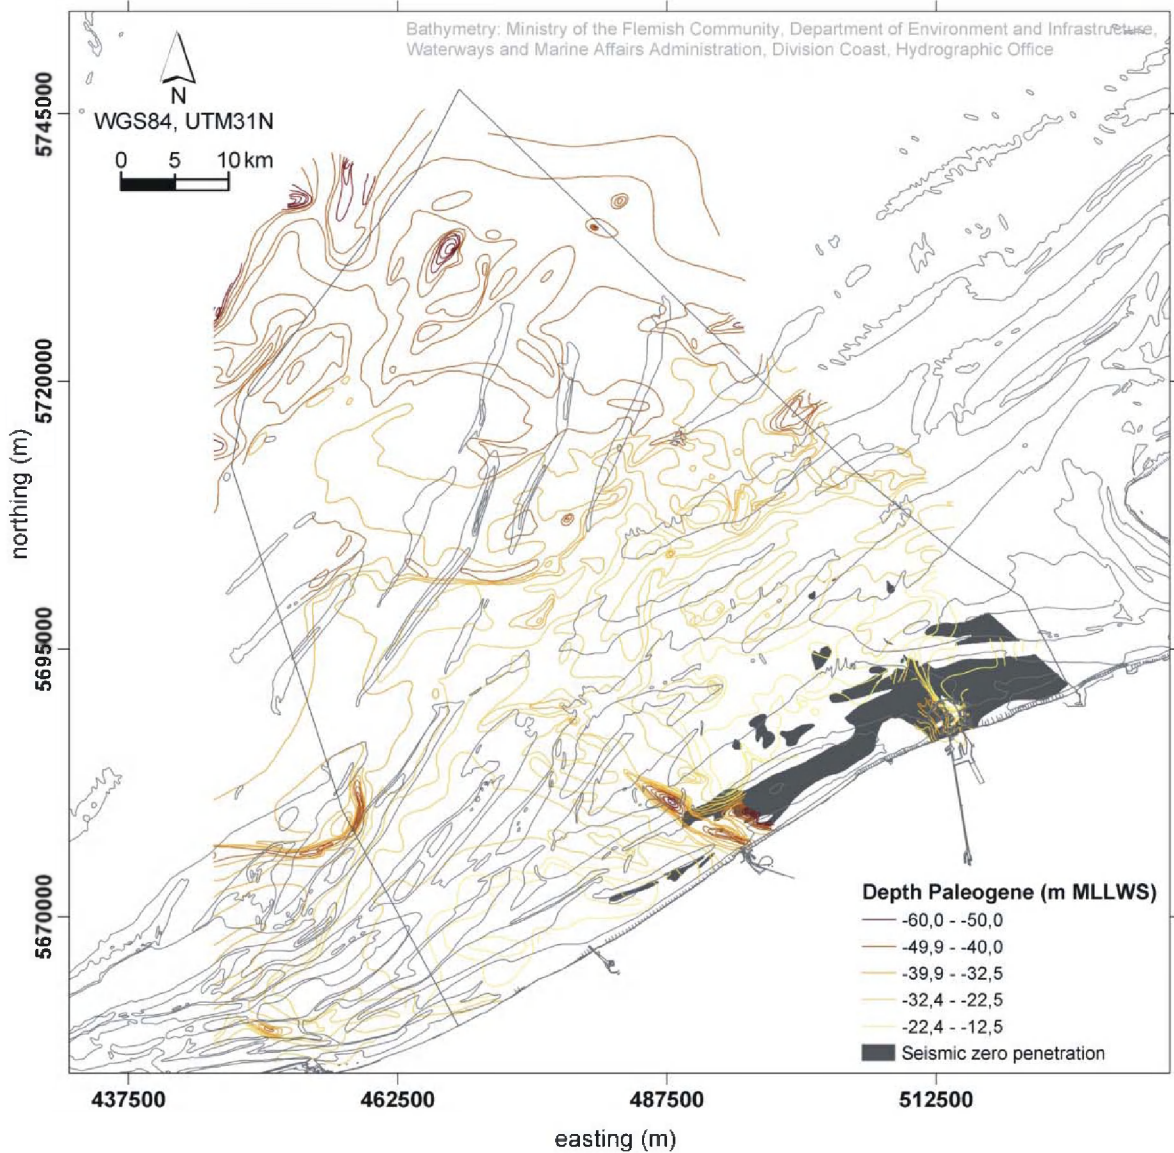 Bathymetry: Ministry of the Flemish Community, Department of Environment and Infrastructure,
Waterways and Marine Affairs Administration, Division Coast, Hydrographic Office
N
WGS84, UTM31N
0 5 10 km
5745000
5720000
5695000
5670000
northing (m)
Depth Paleogene (m MLLWS)
-60,0 - -50,0
-49,9 - -40,0
-39,9 - -32,5
-32,4 - -22,5
-22,4 - -12,5
Seismic zero penetration
437500 462500 487500 512500
easting (m)